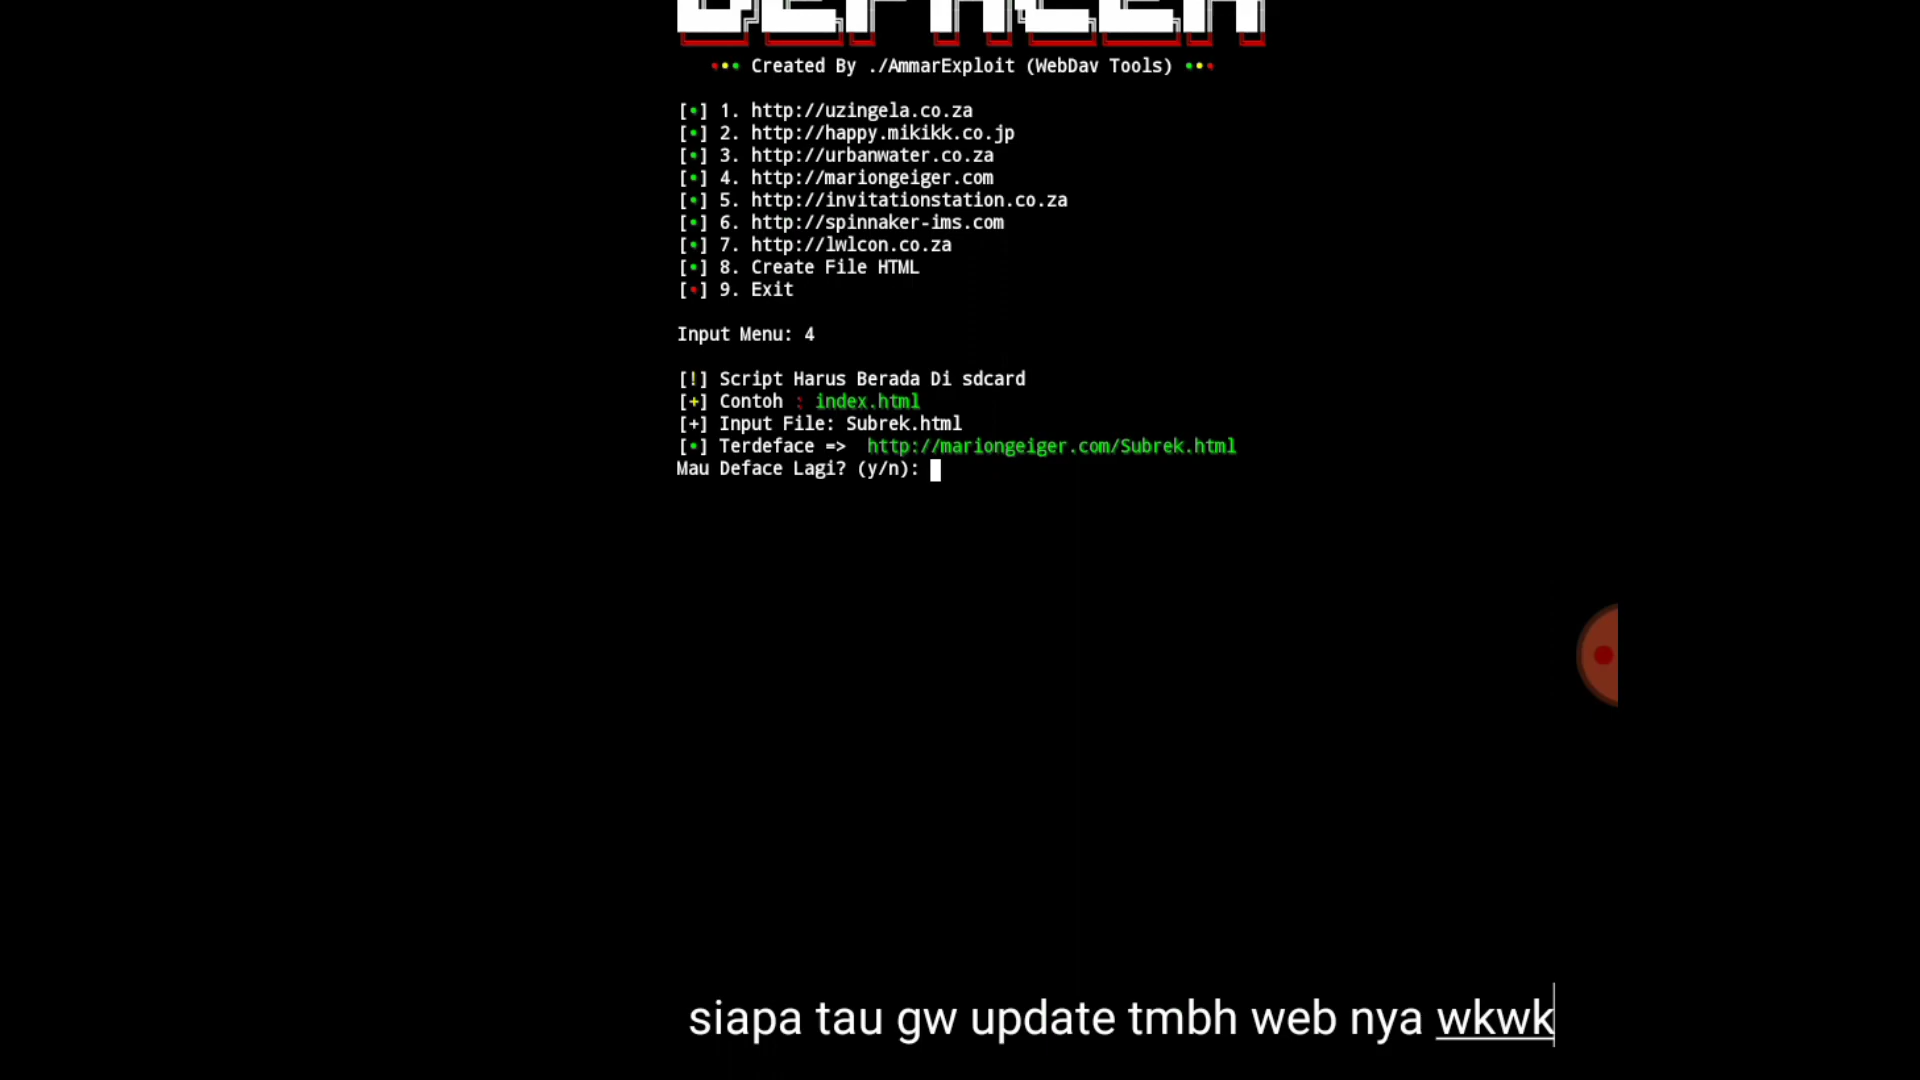 DEFACER
••• Created By ./AmmarExploit (WebDav Tools) •••
[•] 1. http://uzingela.co.za
[•] 2. http://happy.mikikk.co.jp
[•] 3. http://urbanwater.co.za
[•] 4. http://mariongeiger.com
[•] 5. http://invitationstation.co.za
[•] 6. http://spinnaker-ims.com
[•] 7. http://lwlcon.co.za
[•] 8. Create File HTML
[•] 9. Exit
Input Menu: 4
[!] Script Harus Berada Di sdcard
[+] Contoh : index.html
[+] Input File: Subrek.html
[•] Terdeface => http://mariongeiger.com/Subrek.html
Mau Deface Lagi? (y/n):
siapa tau gw update tmbh web nya wkwk